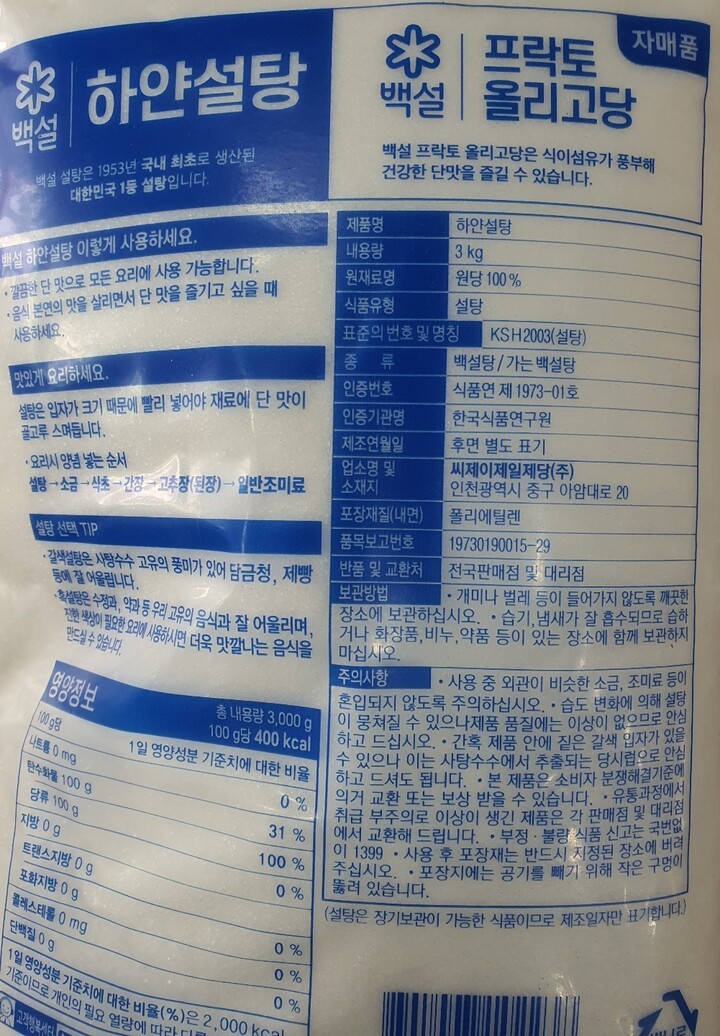 백설
하얀설탕
백설 설탕은 1953년 국내 최초로 생산된
대한민국 1등 설탕입니다.
자매품
백설
프락토
올리고당
백설 프락토 올리고당은 식이섬유가 풍부해
건강한 단맛을 즐길 수 있습니다.
백설 하얀설탕 이렇게 사용하세요.
· 깔끔한 단 맛으로 모든 요리에 사용 가능합니다.
· 음식 본연의 맛을 살리면서 단 맛을 즐기고 싶을 때
사용하세요.
맛있게 요리하세요.
설탕은 입자가 크기 때문에 빨리 넣어야 재료에 단 맛이
골고루 스며듭니다.
· 요리시 양념 넣는 순서
설탕 → 소금 → 식초 → 간장 → 고추장(된장) → 일반조미료
설탕 선택 TIP
· 갈색설탕은 사탕수수 고유의 풍미가 있어 담금청, 제빵
등에 잘 어울립니다.
· 흑설탕은 수정과, 약과 등 우리 고유의 음식과 잘 어울리며,
진한 색상이 필요한 요리에 사용하시면 더욱 맛깔나는 음식을
만드실 수 있습니다.
영양정보
총 내용량 3,000 g
100 g당 400 kcal
100 g당
1일 영양성분 기준치에 대한 비율
나트륨 0 mg
0 %
탄수화물 100 g
31 %
당류 100 g
100 %
지방 0 g
0 %
트랜스지방 0 g
포화지방 0 g
0 %
콜레스테롤 0 mg
0 %
단백질 0 g
0 %
1일 영양성분 기준치에 대한 비율(%)은 2,000 kcal
기준이므로 개인의 필요 열량에 따라
고객행복센터
제품명 하얀설탕
내용량 3 kg
원재료명 원당 100 %
식품유형 설탕
표준의 번호 및 명칭 KSH2003(설탕)
종 류 백설탕 / 가는 백설탕
인증번호 식품연 제 1973-01호
인증기관명 한국식품연구원
제조연월일 후면 별도 표기
업소명 및 씨제이제일제당(주)
소재지 인천광역시 중구 아암대로 20
포장재질(내면) 폴리에틸렌
품목보고번호 19730190015-29
반품 및 교환처 전국판매점 및 대리점
보관방법 • 개미나 벌레 등이 들어가지 않도록 깨끗한
장소에 보관하십시오. • 습기,냄새가 잘 흡수되므로 습하
거나 화장품,비누,약품 등이 있는 장소에 함께 보관하지
마십시오.
주의사항 • 사용 중 외관이 비슷한 소금, 조미료 등이
혼입되지 않도록 주의하십시오. • 습도 변화에 의해 설탕
이 뭉쳐질 수 있으나제품 품질에는 이상이 없으므로 안심
하고 드십시오. • 간혹 제품 안에 짙은 갈색 입자가 있을
수 있으나 이는 사탕수수에서 추출되는 당시럽으로 안심
하고 드셔도 됩니다. • 본 제품은 소비자 분쟁해결기준에
의거 교환 또는 보상 받을 수 있습니다. • 유통과정에서
취급 부주의로 이상이 생긴 제품은 각 판매점 및 대리점
에서 교환해 드립니다. • 부정 · 불량식품 신고는 국번없
이 1399 • 사용 후 포장재는 반드시 지정된 장소에 버려
주십시오. • 포장지에는 공기를 빼기 위해 작은 구멍이
뚫려 있습니다.
(설탕은 장기보관이 가능한 식품이므로 제조일자만 표기합니다.)